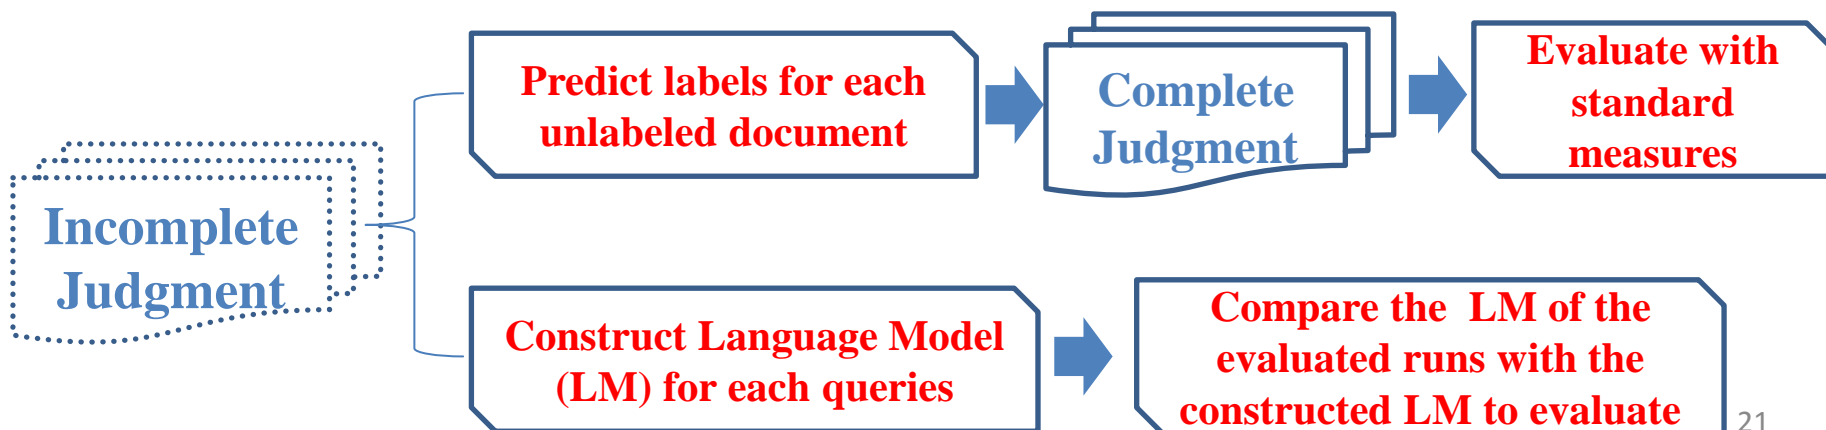 Incomplete
Judgment
Predict labels for each
unlabeled document
Complete
Judgment
Evaluate with
standard
measures
Construct Language Model
(LM) for each queries
Compare the LM of the
evaluated runs with the
constructed LM to evaluate
21